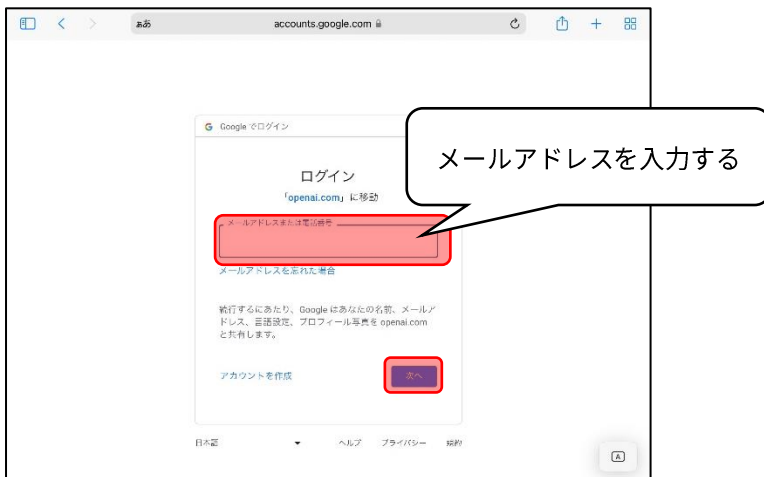 ぁあ
accounts.google.com
G Google でログイン
メールアドレスを入力する
ログイン
「openai.com」に移動
メールアドレスまたは電話番号
メールアドレスを忘れた場合
続行するにあたり、Google はあなたの名前、メールア
ドレス、言語設定、プロフィール写真を openai.com
と共有します。
アカウントを作成
次へ
日本語
ヘルプ
プライバシー
規約
A